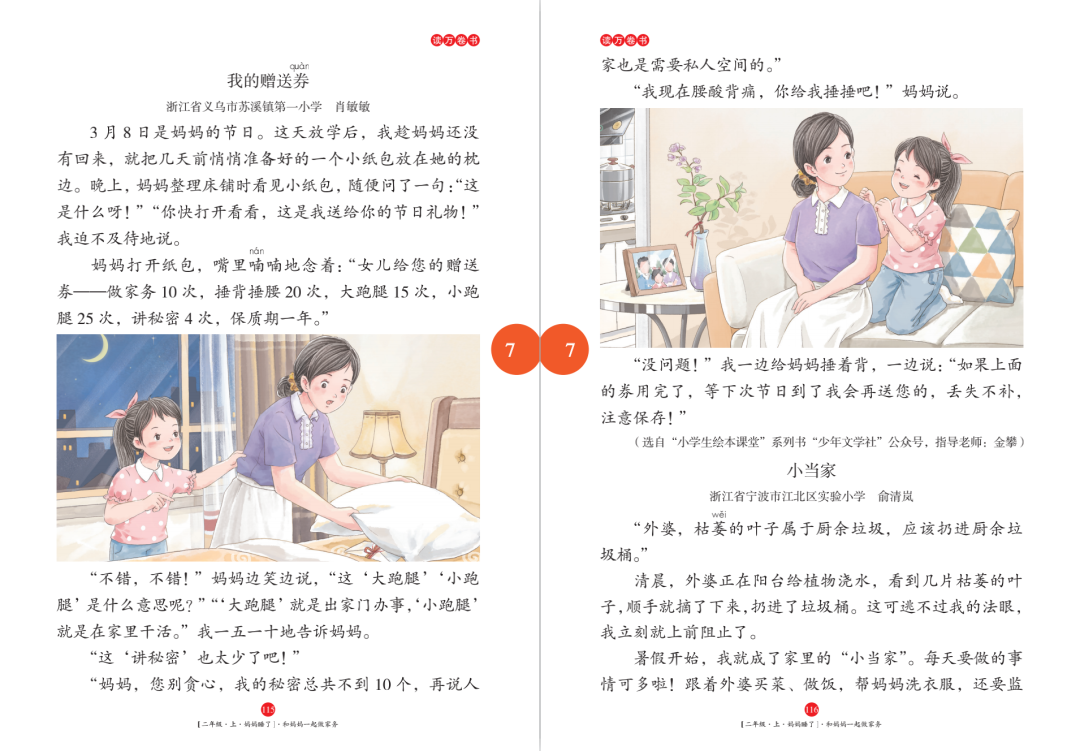 读万卷书
quàn
我的赠送券
浙江省义乌市苏溪镇第一小学 肖敏敏
3月8日是妈妈的节日。这天放学后，我趁妈妈还没
有回来，就把几天前悄悄准备好的一个小纸包放在她的枕
边。晚上，妈妈整理床铺时看见小纸包，随便问了一句：“这
是什么呀！”“你快打开看看，这是我送给你的节日礼物！”
我迫不及待地说。
nán
妈妈打开纸包，嘴里喃喃地念着：“女儿给您的赠送
券——做家务10次，捶背捶腰20次，大跑腿15次，小跑
腿25次，讲秘密4次，保质期一年。”
“不错，不错！”妈妈边笑边说，“这‘大跑腿’‘小跑
腿’是什么意思呢？”“‘大跑腿’就是出家门办事，‘小跑腿’
就是在家里干活。”我一五一十地告诉妈妈。
“这‘讲秘密’也太少了吧！”
“妈妈，您别贪心，我的秘密总共不到10个，再说人
115
【二年级·上·妈妈睡了】·和妈妈一起做家务
7
7
读万卷书
家也是需要私人空间的。”
“我现在腰酸背痛，你给我捶捶吧！”妈妈说。
“没问题！”我一边给妈妈捶着背，一边说：“如果上面
的券用完了，等下次节日到了我会再送您的，丢失不补，
注意保存！”
（选自“小学生绘本课堂”系列书“少年文学社”公众号，指导老师：金攀）
小当家
浙江省宁波市江北区实验小学 俞清岚
wěi
“外婆，枯萎的叶子属于厨余垃圾，应该扔进厨余垃
圾桶。”
清晨，外婆正在阳台给植物浇水，看到几片枯萎的叶
子，顺手就摘了下来，扔进了垃圾桶。这可逃不过我的法眼，
我立刻就上前阻止了。
暑假开始，我就成了家里的“小当家”。每天要做的事
情可多啦！跟着外婆买菜、做饭，帮妈妈洗衣服，还要监
116
【二年级·上·妈妈睡了】·和妈妈一起做家务